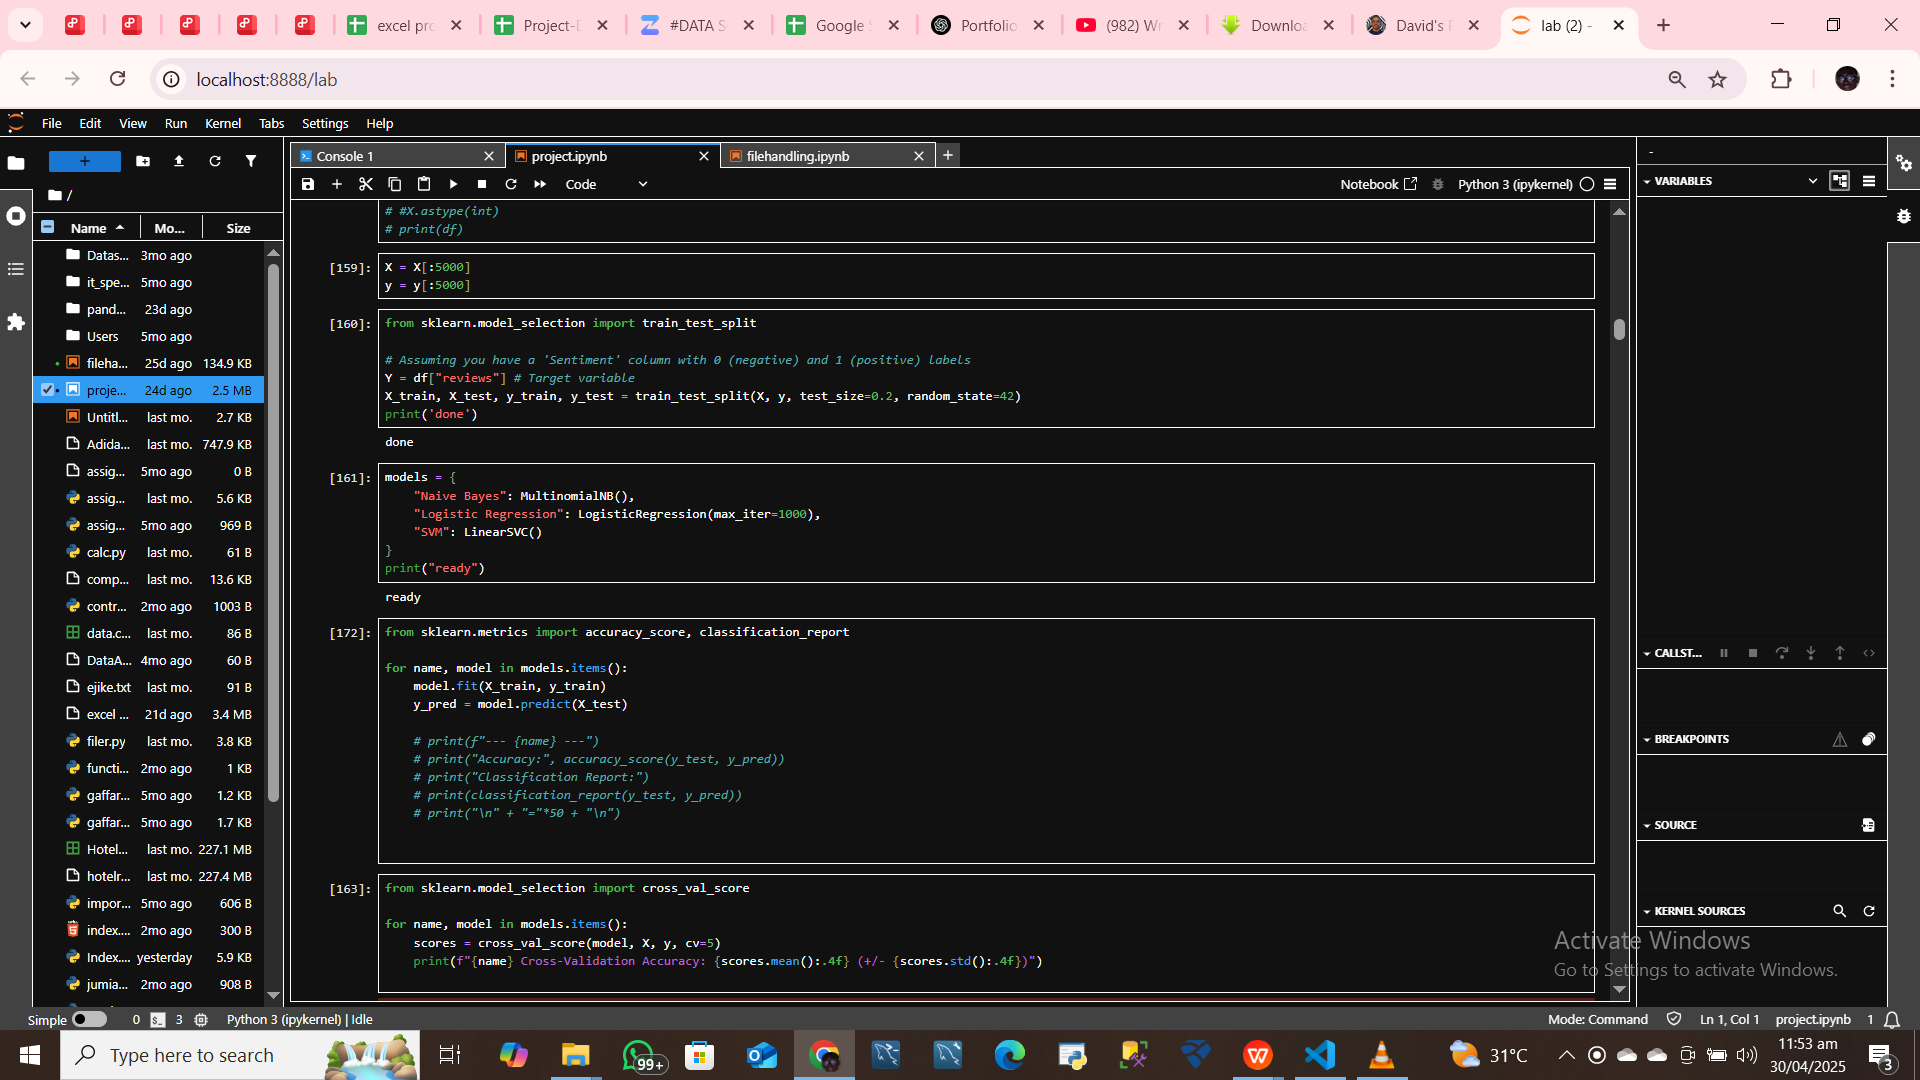 excel pro
Project-D
#DATA S
Google S
Portfolio
(982) Wr
Downloa
David's P
lab (2) -
localhost:8888/lab
File Edit View Run Kernel Tabs Settings Help
Console 1
project.ipynb
filehandling.ipynb
Code
Notebook
Python 3 (ipykernel)
/
Name Mo... Size
Datas... 3mo ago
it_spe... 5mo ago
pand... 23d ago
Users 5mo ago
fileha... 25d ago 134.9 KB
proje... 24d ago 2.5 MB
Untitl... last mo. 2.7 KB
Adida... last mo. 747.9 KB
assig... 5mo ago 0 B
assig... last mo. 5.6 KB
assig... 5mo ago 969 B
calc.py last mo. 61 B
comp... last mo. 13.6 KB
contr... 2mo ago 1003 B
data.c... last mo. 86 B
DataA... 4mo ago 60 B
ejike.txt last mo. 91 B
excel ... 21d ago 3.4 MB
filer.py last mo. 3.8 KB
functi... 2mo ago 1 KB
gaffar... 5mo ago 1.2 KB
gaffar... 5mo ago 1.7 KB
Hotel... last mo. 227.1 MB
hotelr... last mo. 227.4 MB
impor... 5mo ago 606 B
index.... 2mo ago 300 B
Index.... yesterday 5.9 KB
jumia... 2mo ago 908 B
# #X.astype(int)
# print(df)
[159]: X = X[:5000]
y = y[:5000]
[160]: from sklearn.model_selection import train_test_split
# Assuming you have a 'Sentiment' column with 0 (negative) and 1 (positive) labels
Y = df["reviews"] # Target variable
X_train, X_test, y_train, y_test = train_test_split(X, y, test_size=0.2, random_state=42)
print('done')
done
[161]: models = {
"Naive Bayes": MultinomialNB(),
"Logistic Regression": LogisticRegression(max_iter=1000),
"SVM": LinearSVC()
}
print("ready")
ready
[172]: from sklearn.metrics import accuracy_score, classification_report
for name, model in models.items():
model.fit(X_train, y_train)
y_pred = model.predict(X_test)
# print(f"--- {name} ---")
# print("Accuracy:", accuracy_score(y_test, y_pred))
# print("Classification Report:")
# print(classification_report(y_test, y_pred))
# print("\n" + "="*50 + "\n")
[163]: from sklearn.model_selection import cross_val_score
for name, model in models.items():
scores = cross_val_score(model, X, y, cv=5)
print(f"{name} Cross-Validation Accuracy: {scores.mean():.4f} (+/- {scores.std():.4f})")
-
VARIABLES
CALLST...
BREAKPOINTS
SOURCE
KERNEL SOURCES
Activate Windows
Go to Settings to activate Windows.
Simple 0 3 Python 3 (ipykernel) | Idle
Mode: Command Ln 1, Col 1 project.ipynb 1
Type here to search
99+
31°C
11:53 am
30/04/2025
3